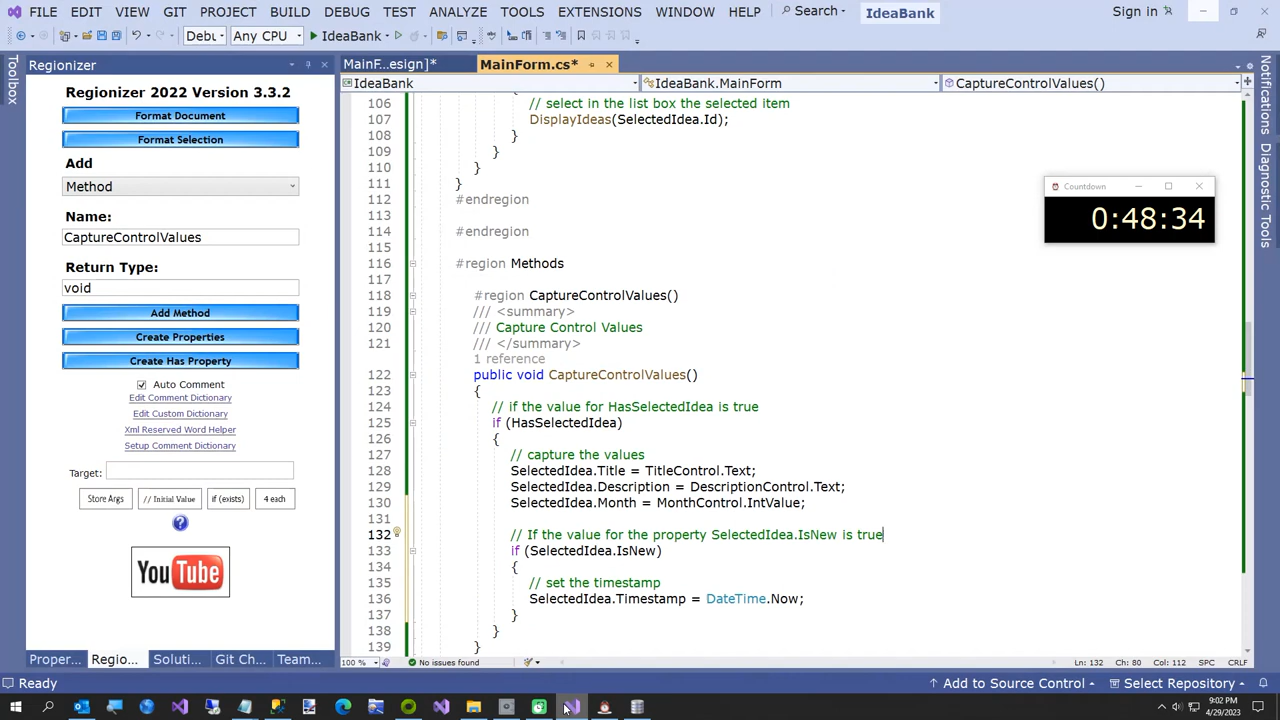 FILE EDIT VIEW GIT PROJECT BUILD DEBUG TEST ANALYZE TOOLS EXTENSIONS WINDOW HELP Search IdeaBank Sign in
Debu Any CPU IdeaBank
Regionizer
Toolbox
MainF...esign]* MainForm.cs*
IdeaBank IdeaBank.MainForm CaptureControlValues()
Notifications
Diagnostic Tools
Regionizer 2022 Version 3.3.2
Format Document
Format Selection
Add
Method
Name:
CaptureControlValues
Return Type:
void
Add Method
Create Properties
Create Has Property
Auto Comment
Edit Comment Dictionary
Edit Custom Dictionary
Xml Reserved Word Helper
Setup Comment Dictionary
Target:
Store Args // Initial Value if (exists) 4 each
?
YouTube
Proper... Regio... Soluti... Git Ch... Team...
106 {
107 // select in the list box the selected item
DisplayIdeas(SelectedIdea.Id);
108 }
109 }
110 }
111 }
112 #endregion
113
114 #endregion
115
116 #region Methods
117
118 #region CaptureControlValues()
119 /// <summary>
120 /// Capture Control Values
121 /// </summary>
1 reference
122 public void CaptureControlValues()
123 {
124 // if the value for HasSelectedIdea is true
125 if (HasSelectedIdea)
126 {
127 // capture the values
128 SelectedIdea.Title = TitleControl.Text;
129 SelectedIdea.Description = DescriptionControl.Text;
130 SelectedIdea.Month = MonthControl.IntValue;
131
132 // If the value for the property SelectedIdea.IsNew is true
133 if (SelectedIdea.IsNew)
134 {
135 // set the timestamp
136 SelectedIdea.Timestamp = DateTime.Now;
137 }
138 }
139 }
Countdown
0:48:34
100 % No issues found Ln: 132 Ch: 80 Col: 112 SPC CRLF
Ready Add to Source Control Select Repository
9:02 PM
4/29/2023